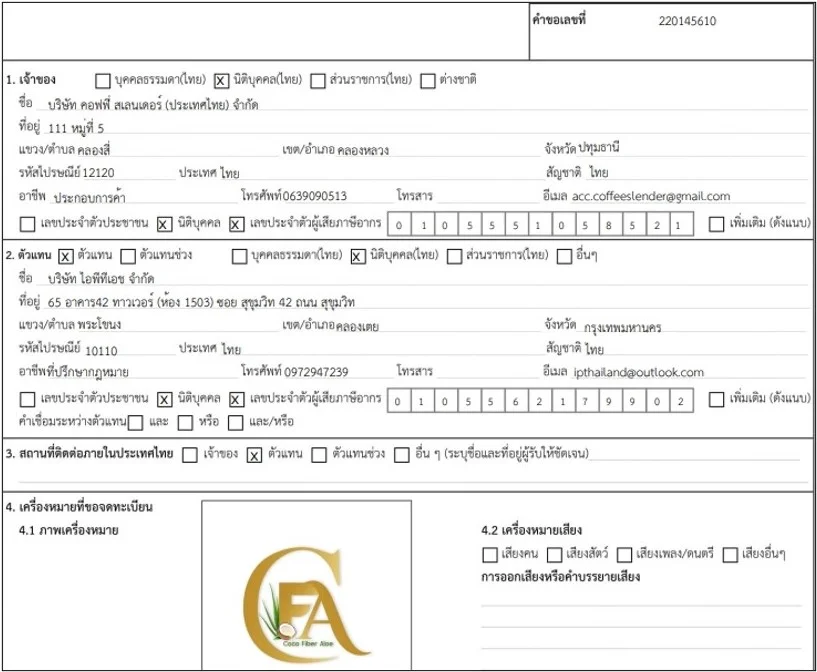 คำขอเลขที่ 220145610
1. เจ้าของ บุคคลธรรมดา(ไทย) X นิติบุคคล(ไทย) ส่วนราชการ(ไทย) ต่างชาติ
ชื่อ บริษัท คอฟฟี่ สเลนเดอร์ (ประเทศไทย) จำกัด
ที่อยู่ 111 หมู่ที่ 5
แขวง/ตำบล คลองสี่ เขต/อำเภอ คลองหลวง จังหวัด ปทุมธานี
รหัสไปรษณีย์ 12120 ประเทศ ไทย สัญชาติ ไทย
อาชีพ ประกอบการค้า โทรศัพท์ 0639090513 โทรสาร อีเมล acc.coffeeslender@gmail.com
เลขประจำตัวประชาชน X นิติบุคคล X เลขประจำตัวผู้เสียภาษีอากร 0 1 0 5 5 5 1 0 5 8 5 2 1 เพิ่มเติม (ดังแนบ)
2. ตัวแทน X ตัวแทน ตัวแทนช่วง บุคคลธรรมดา(ไทย) X นิติบุคคล(ไทย) ส่วนราชการ(ไทย) อื่นๆ
ชื่อ บริษัท ไอพีทีเอช จำกัด
ที่อยู่ 65 อาคาร42 ทาวเวอร์ (ห้อง 1503) ซอย สุขุมวิท 42 ถนน สุขุมวิท
แขวง/ตำบล พระโขนง เขต/อำเภอ คลองเตย จังหวัด กรุงเทพมหานคร
รหัสไปรษณีย์ 10110 ประเทศ ไทย สัญชาติ ไทย
อาชีพ ที่ปรึกษากฎหมาย โทรศัพท์ 0972947239 โทรสาร อีเมล ipthailand@outlook.com
เลขประจำตัวประชาชน X นิติบุคคล X เลขประจำตัวผู้เสียภาษีอากร 0 1 0 5 5 6 2 1 7 9 9 0 2 เพิ่มเติม (ดังแนบ)
คำเชื่อมระหว่างตัวแทน และ หรือ และ/หรือ
3. สถานที่ติดต่อภายในประเทศไทย เจ้าของ X ตัวแทน ตัวแทนช่วง อื่น ๆ (ระบุชื่อและที่อยู่ผู้รับให้ชัดเจน)
4. เครื่องหมายที่ขอจดทะเบียน
4.1 ภาพเครื่องหมาย
CFA
Coco Fiber Aloe
4.2 เครื่องหมายเสียง
เสียงคน เสียงสัตว์ เสียงเพลง/ดนตรี เสียงอื่นๆ
การออกเสียงหรือคำบรรยายเสียง